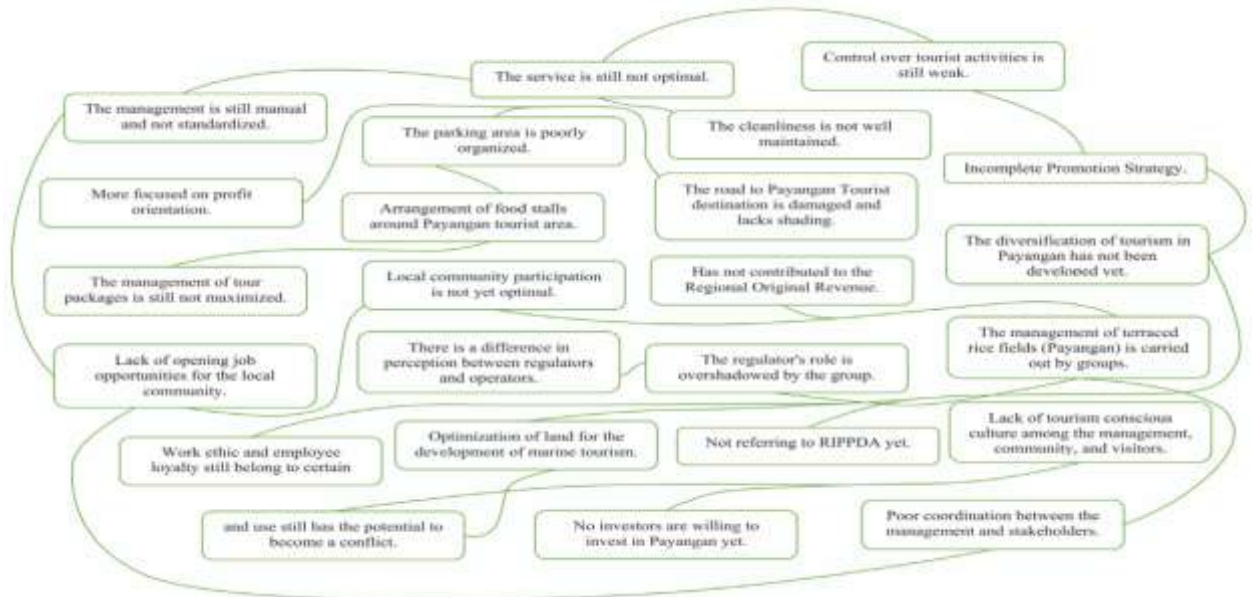 The service is still not optimal.
Control over tourist activities is
still weak.
The management is still manual
and not standardized.
The parking area is poorly
organized.
The cleanliness is not well
maintained.
Incomplete Promotion Strategy.
More focused on profit
orientation.
Arrangement of food stalls
around Payangan tourist area.
The road to Payangan Tourist
destination is damaged and
lacks shading.
The diversification of tourism in
Payangan has not been
developed yet.
The management of tour
packages is still not maximized.
Local community participation
is not yet optimal.
Has not contributed to the
Regional Original Revenue.
The management of terraced
rice fields (Payangan) is carried
out by groups.
Lack of opening job
opportunities for the local
community.
There is a difference in
perception between regulators
and operators.
The regulator's role is
overshadowed by the group.
Work ethic and employee
loyalty still belong to certain
Optimization of land for the
development of marine tourism.
Not referring to RIPPDA yet.
Lack of tourism conscious
culture among the management,
community, and visitors.
and use still has the potential to
become a conflict.
No investors are willing to
invest in Payangan yet.
Poor coordination between the
management and stakeholders.